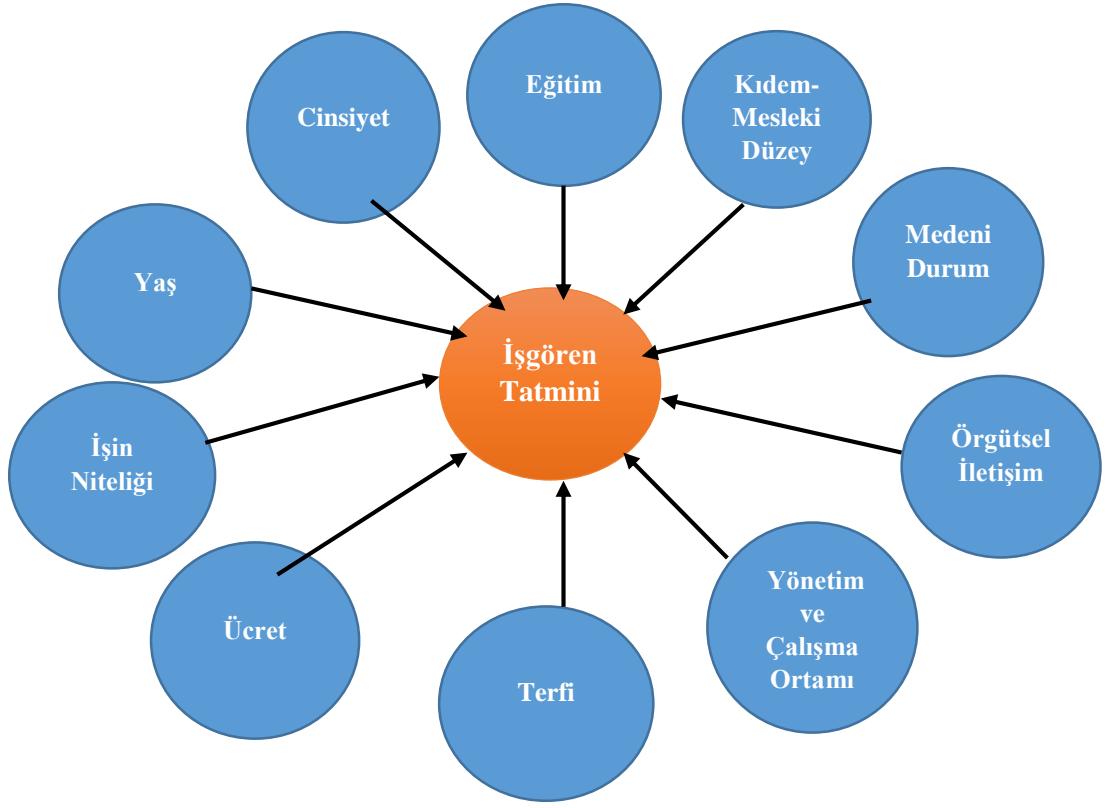 Eğitim
Kıdem-
Mesleki
Düzey
Cinsiyet
Medeni
Durum
Yaş
İşgören
Tatmini
İşin
Niteliği
Örgütsel
İletişim
Ücret
Terfi
Yönetim
ve
Çalışma
Ortamı